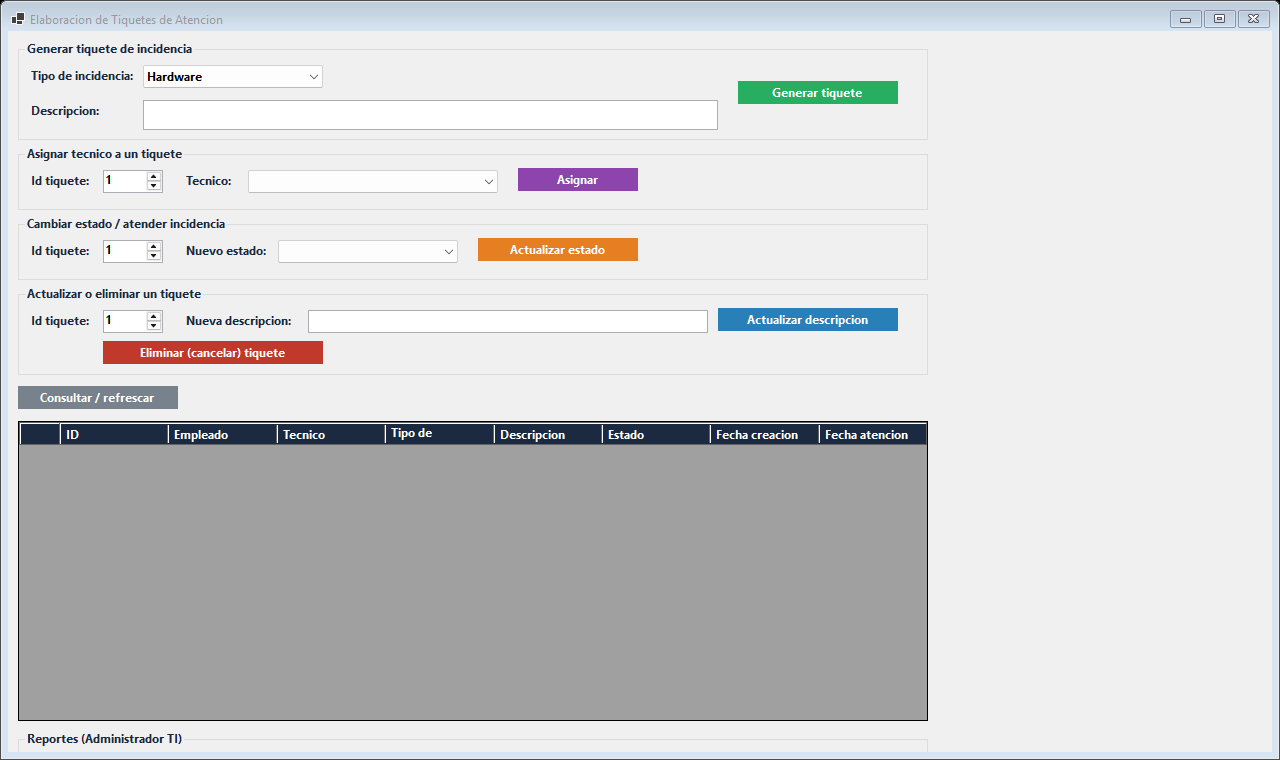 Elaboracion de Tiquetes de Atencion
Generar tiquete de incidencia
Tipo de incidencia: Hardware
Generar tiquete
Descripcion:
Asignar tecnico a un tiquete
Id tiquete: 1 Tecnico: Asignar
Cambiar estado / atender incidencia
Id tiquete: 1 Nuevo estado: Actualizar estado
Actualizar o eliminar un tiquete
Id tiquete: 1 Nueva descripcion: Actualizar descripcion
Eliminar (cancelar) tiquete
Consultar / refrescar
ID Empleado Tecnico Tipo de Descripcion Estado Fecha creacion Fecha atencion
Reportes (Administrador TI)